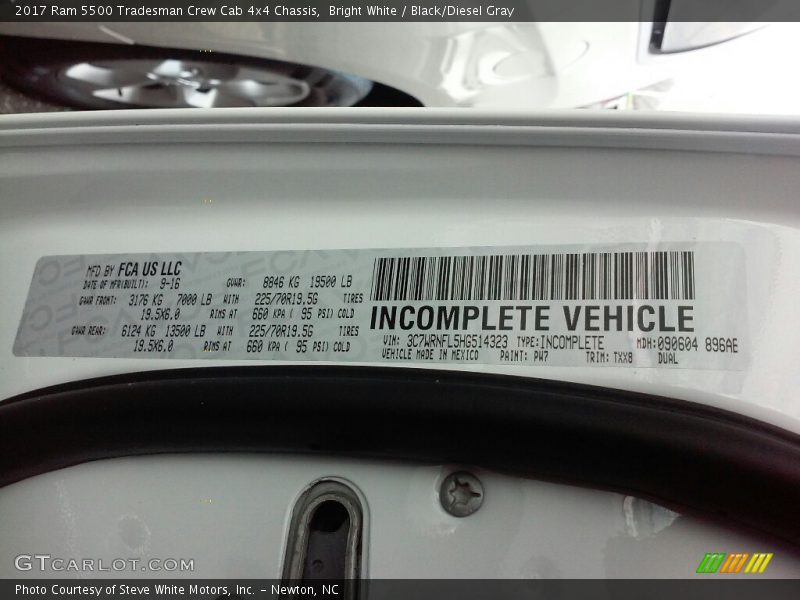 2017 Ram 5500 Tradesman Crew Cab 4x4 Chassis,  Bright White / Black/Diesel Gray
MFD BY FCA US LLC
DATE OF MFR(BUILT): 9-16 GVWR: 8846 KG 19500 LB
GAWR FRONT: 3176 KG 7000 LB WITH 225/70R19.5G TIRES
19.5X6.0 RIMS AT 660 KPA ( 95 PSI) COLD
GAWR REAR: 6124 KG 13500 LB WITH 225/70R19.5G TIRES
19.5X6.0 RIMS AT 660 KPA ( 95 PSI) COLD
INCOMPLETE VEHICLE
VIN: 3C7WRNFL5HG514323 TYPE:INCOMPLETE MDH:090604 896AE
VEHICLE MADE IN MEXICO PAINT: PW7 TRIM: TXX8 DUAL
GTCARLOT.COM
Photo Courtesy of Steve White Motors, Inc. - Newton, NC